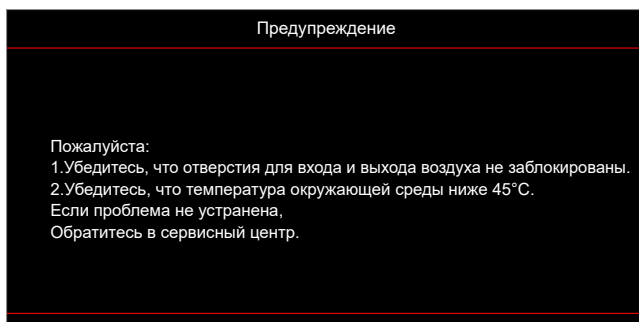 Предупреждение
Пожалуйста:
1.Убедитесь, что отверстия для входа и выхода воздуха не заблокированы.
2.Убедитесь, что температура окружающей среды ниже 45°C.
Если проблема не устранена,
Обратитесь в сервисный центр.